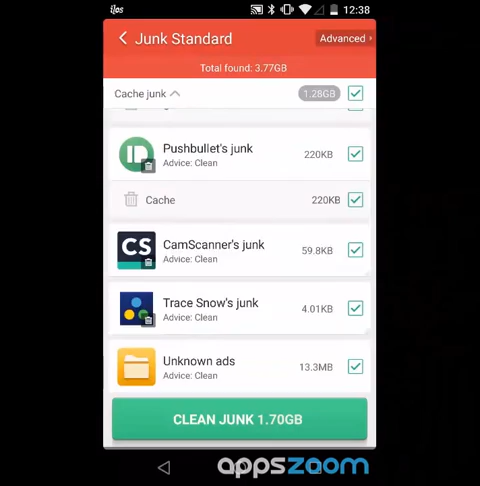 12:38
Junk Standard
Advanced
Total found: 3.77GB
Cache junk
1.28GB
Pushbullet's junk
Advice: Clean
220KB
Cache
220KB
CS
CamScanner's junk
Advice: Clean
59.8KB
Trace Snow's junk
Advice: Clean
4.01KB
Unknown ads
Advice: Clean
13.3MB
CLEAN JUNK 1.70GB
appszoom